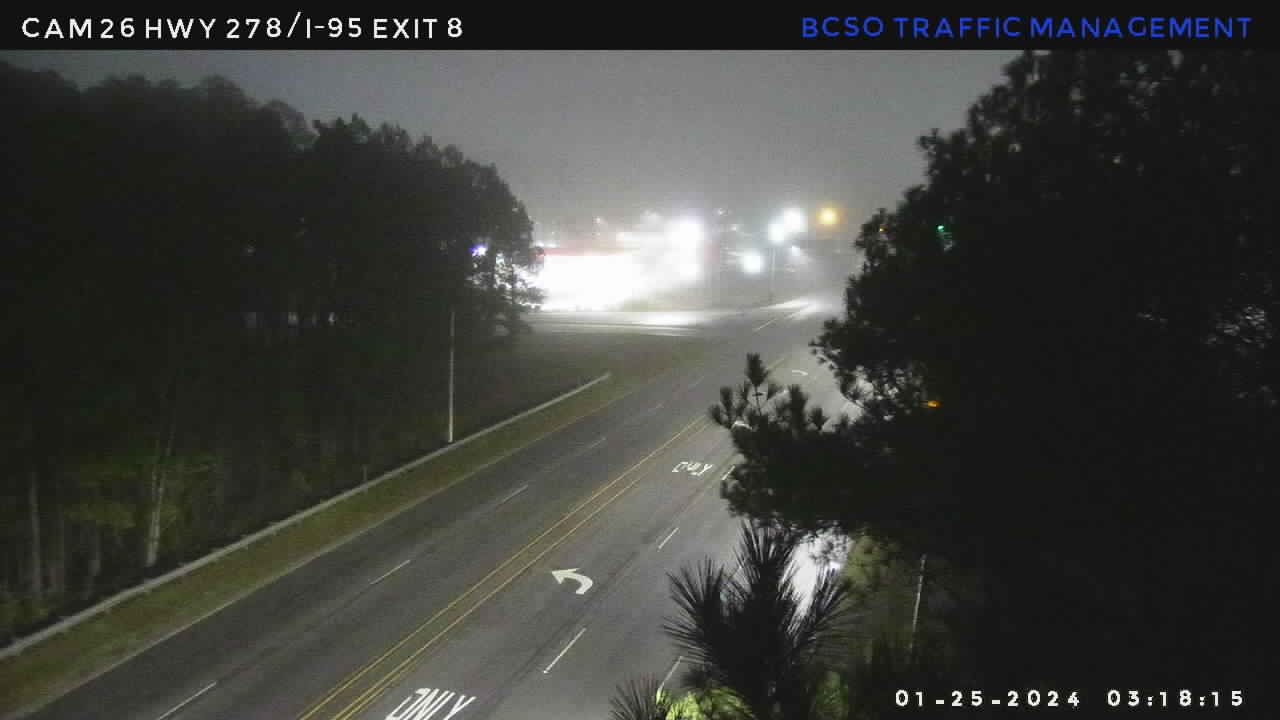 CAM 26 HWY 278/I-95 EXIT 8
BCSO TRAFFIC MANAGEMENT
ONLY
ONLY
01-25-2024 03:18:15